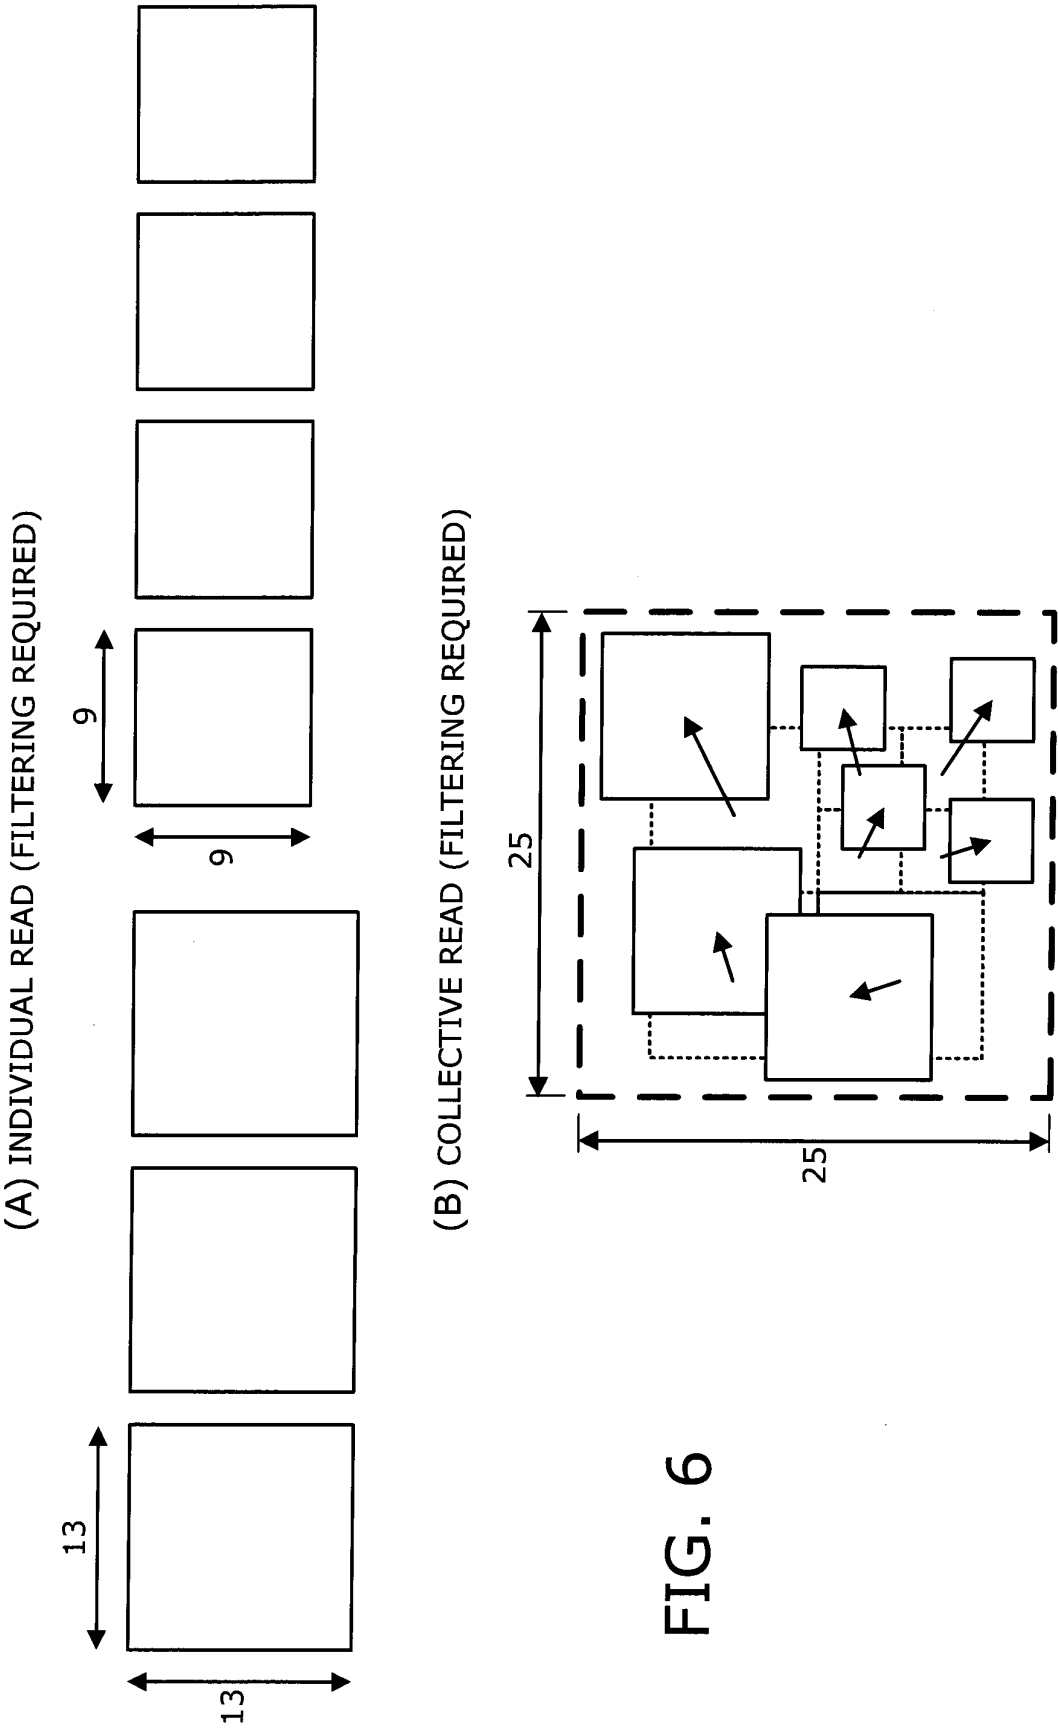 (A) INDIVIDUAL READ (FILTERING REQUIRED)
13
13
9
9
(B) COLLECTIVE READ (FILTERING REQUIRED)
25
25
FIG. 6